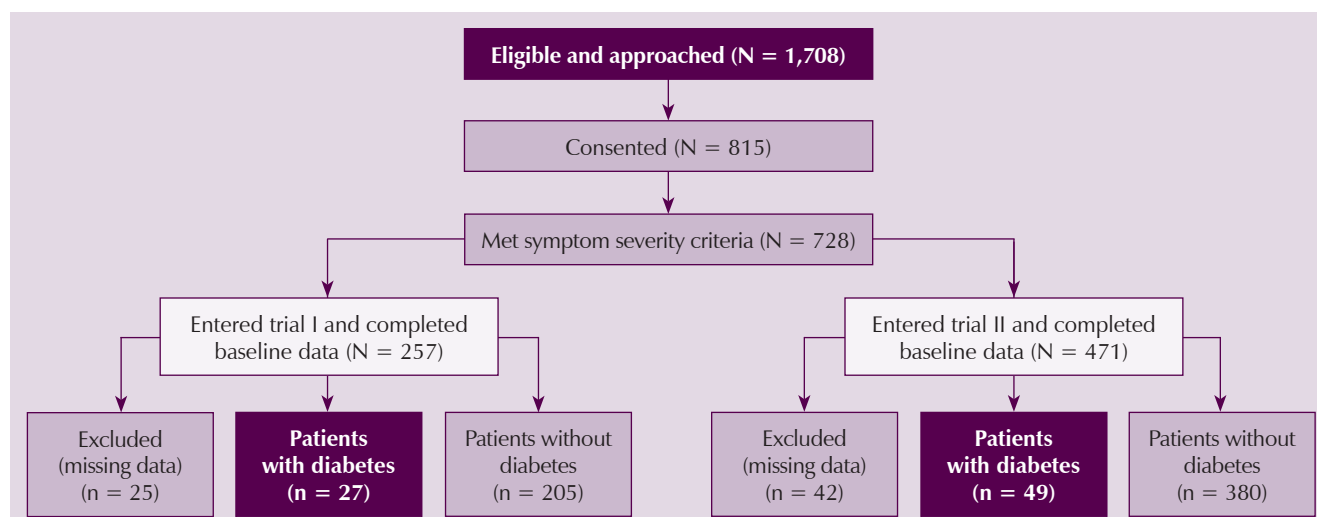 Eligible and approached (N = 1,708)
Consented (N = 815)
Met symptom severity criteria (N = 728)
Entered trial I and completed
baseline data (N = 257)
Entered trial II and completed
baseline data (N = 471)
Excluded
(missing data)
(n = 25)
Patients
with diabetes
(n = 27)
Patients without
diabetes
(n = 205)
Excluded
(missing data)
(n = 42)
Patients
with diabetes
(n = 49)
Patients without
diabetes
(n = 380)